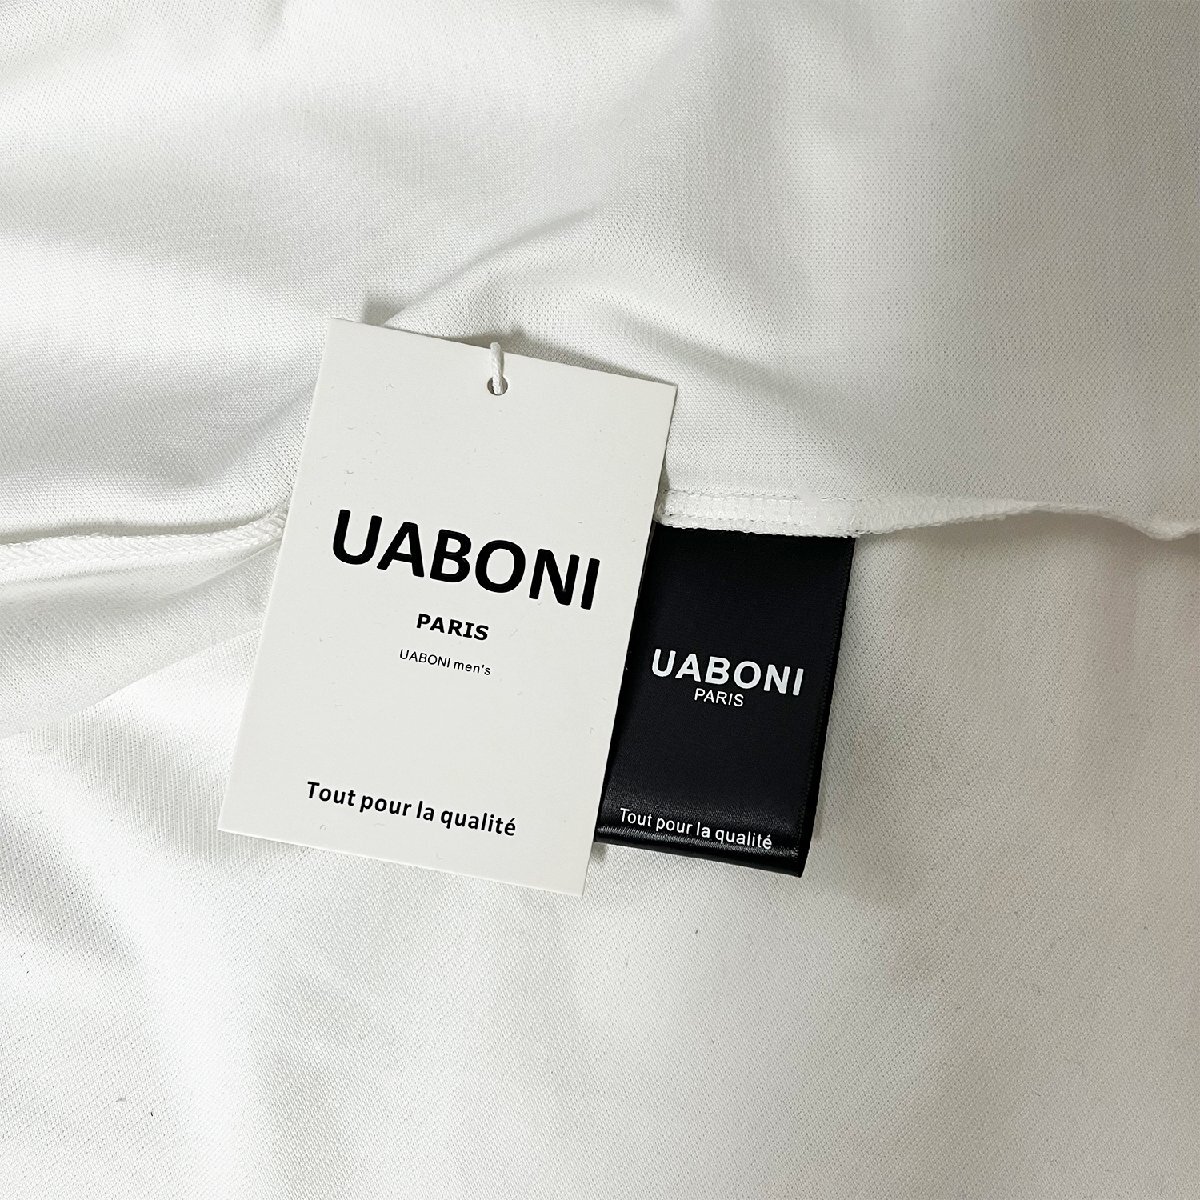 UABONI
PARIS
UABONI men's
Tout pour la qualité
UABONI
PARIS
Tout pour la qualité